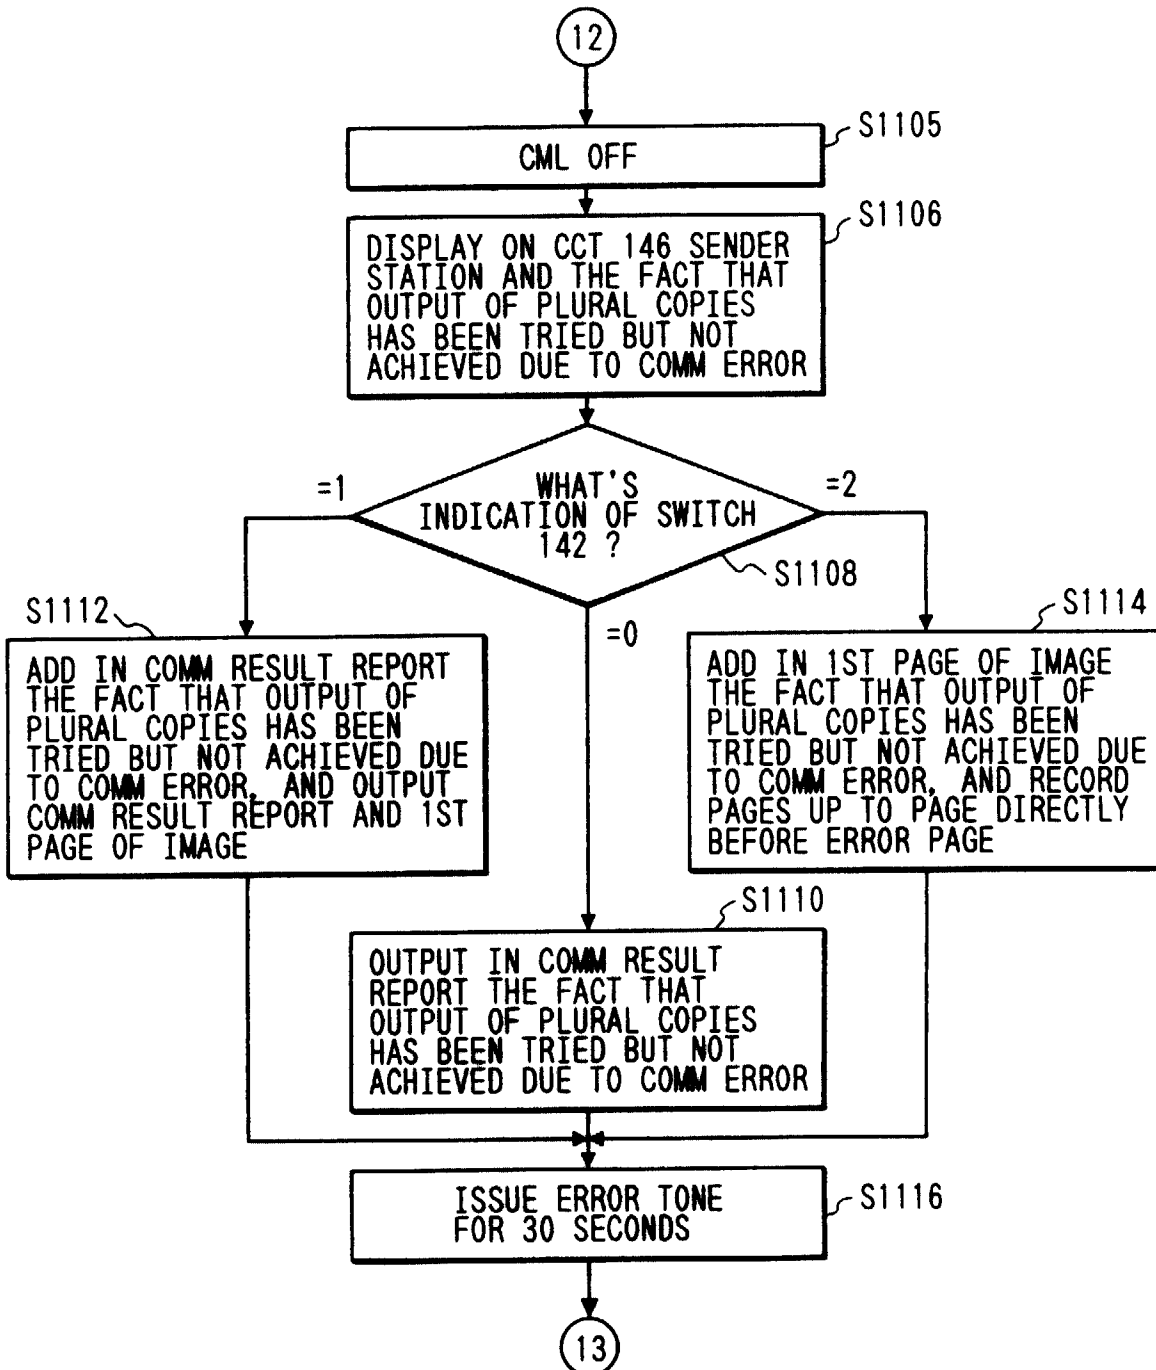 12
S1105
CML OFF
S1106
DISPLAY ON CCT 146 SENDER
STATION AND THE FACT THAT
OUTPUT OF PLURAL COPIES
HAS BEEN TRIED BUT NOT
ACHIEVED DUE TO COMM ERROR
=1
WHAT'S
INDICATION OF SWITCH
142 ?
=2
S1108
=0
S1112
ADD IN COMM RESULT REPORT
THE FACT THAT OUTPUT OF
PLURAL COPIES HAS BEEN
TRIED BUT NOT ACHIEVED DUE
TO COMM ERROR, AND OUTPUT
COMM RESULT REPORT AND 1ST
PAGE OF IMAGE
S1114
ADD IN 1ST PAGE OF IMAGE
THE FACT THAT OUTPUT OF
PLURAL COPIES HAS BEEN
TRIED BUT NOT ACHIEVED DUE
TO COMM ERROR, AND RECORD
PAGES UP TO PAGE DIRECTLY
BEFORE ERROR PAGE
S1110
OUTPUT IN COMM RESULT
REPORT THE FACT THAT
OUTPUT OF PLURAL COPIES
HAS BEEN TRIED BUT NOT
ACHIEVED DUE TO COMM ERROR
ISSUE ERROR TONE
FOR 30 SECONDS
S1116
13